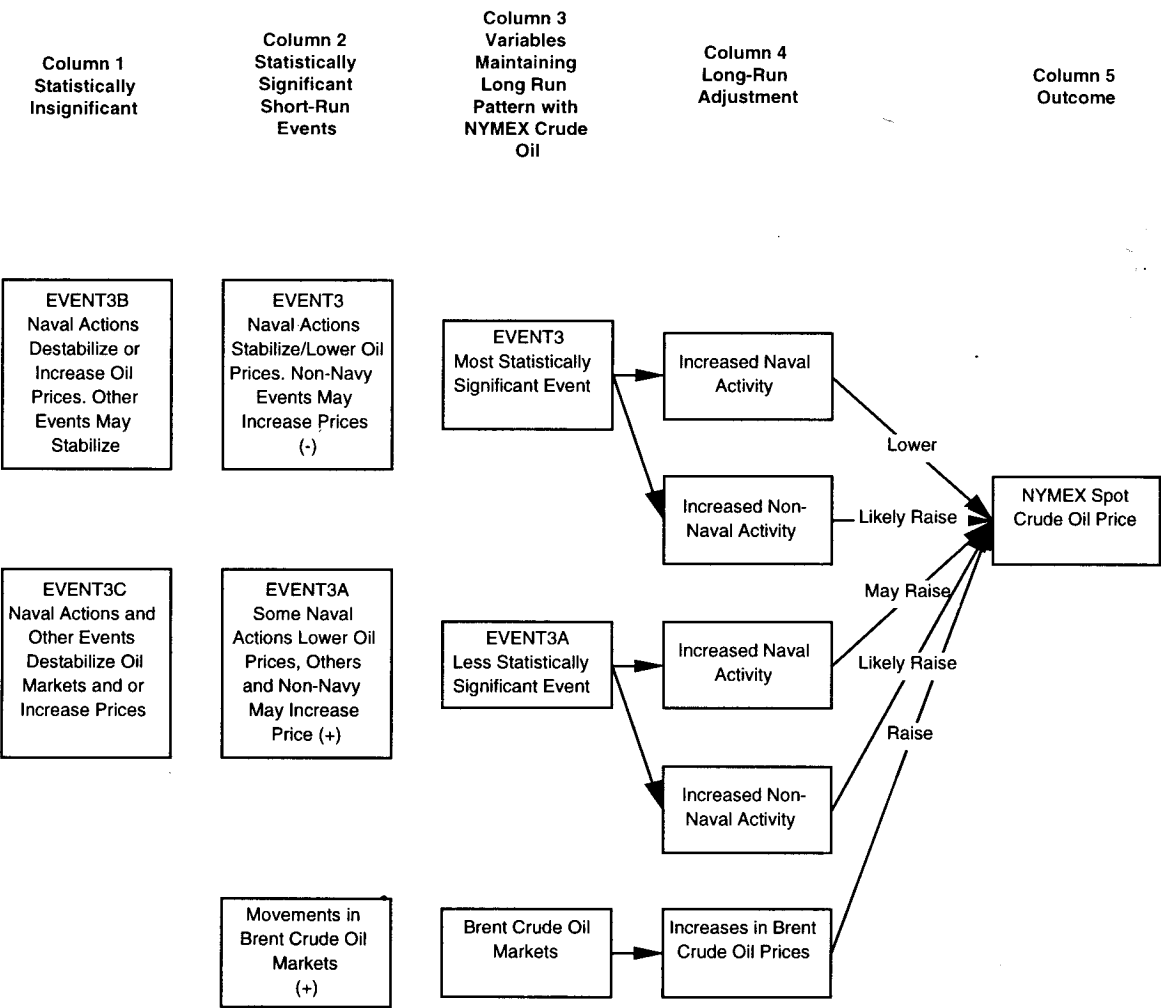 Column 1
Statistically
Insignificant
Column 2
Statistically
Significant
Short-Run
Events
Column 3
Variables
Maintaining
Long Run
Pattern with
NYMEX Crude
Oil
Column 4
Long-Run
Adjustment
Column 5
Outcome
EVENT3B
Naval Actions
Destabilize or
Increase Oil
Prices. Other
Events May
Stabilize
EVENT3
Naval Actions
Stabilize/Lower Oil
Prices. Non-Navy
Events May
Increase Prices
(-)
EVENT3
Most Statistically
Significant Event
Increased Naval
Activity
Lower
Increased Non-
Naval Activity
Likely Raise
NYMEX Spot
Crude Oil Price
EVENT3C
Naval Actions and
Other Events
Destabilize Oil
Markets and or
Increase Prices
EVENT3A
Some Naval
Actions Lower Oil
Prices, Others
and Non-Navy
May Increase
Price (+)
EVENT3A
Less Statistically
Significant Event
Increased Naval
Activity
May Raise
Increased Non-
Naval Activity
Likely Raise
Movements in
Brent Crude Oil
Markets
(+)
Brent Crude Oil
Markets
Increases in Brent
Crude Oil Prices
Raise